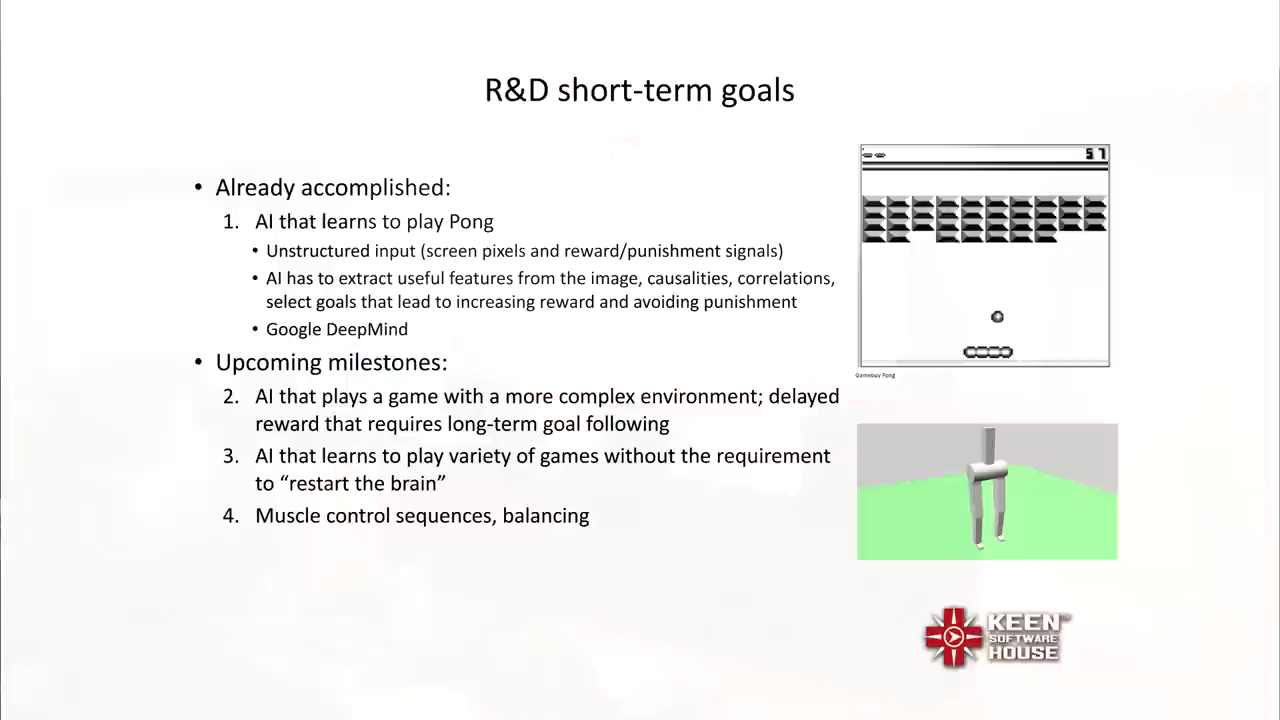 R&D short-term goals
• Already accomplished:
1. AI that learns to play Pong
• Unstructured input (screen pixels and reward/punishment signals)
• AI has to extract useful features from the image, causalities, correlations,
select goals that lead to increasing reward and avoiding punishment
• Google DeepMind
• Upcoming milestones:
2. AI that plays a game with a more complex environment; delayed
reward that requires long-term goal following
3. AI that learns to play variety of games without the requirement
to “restart the brain”
4. Muscle control sequences, balancing
57
Gameboy Pong
KEEN™
SOFTWARE
HOUSE